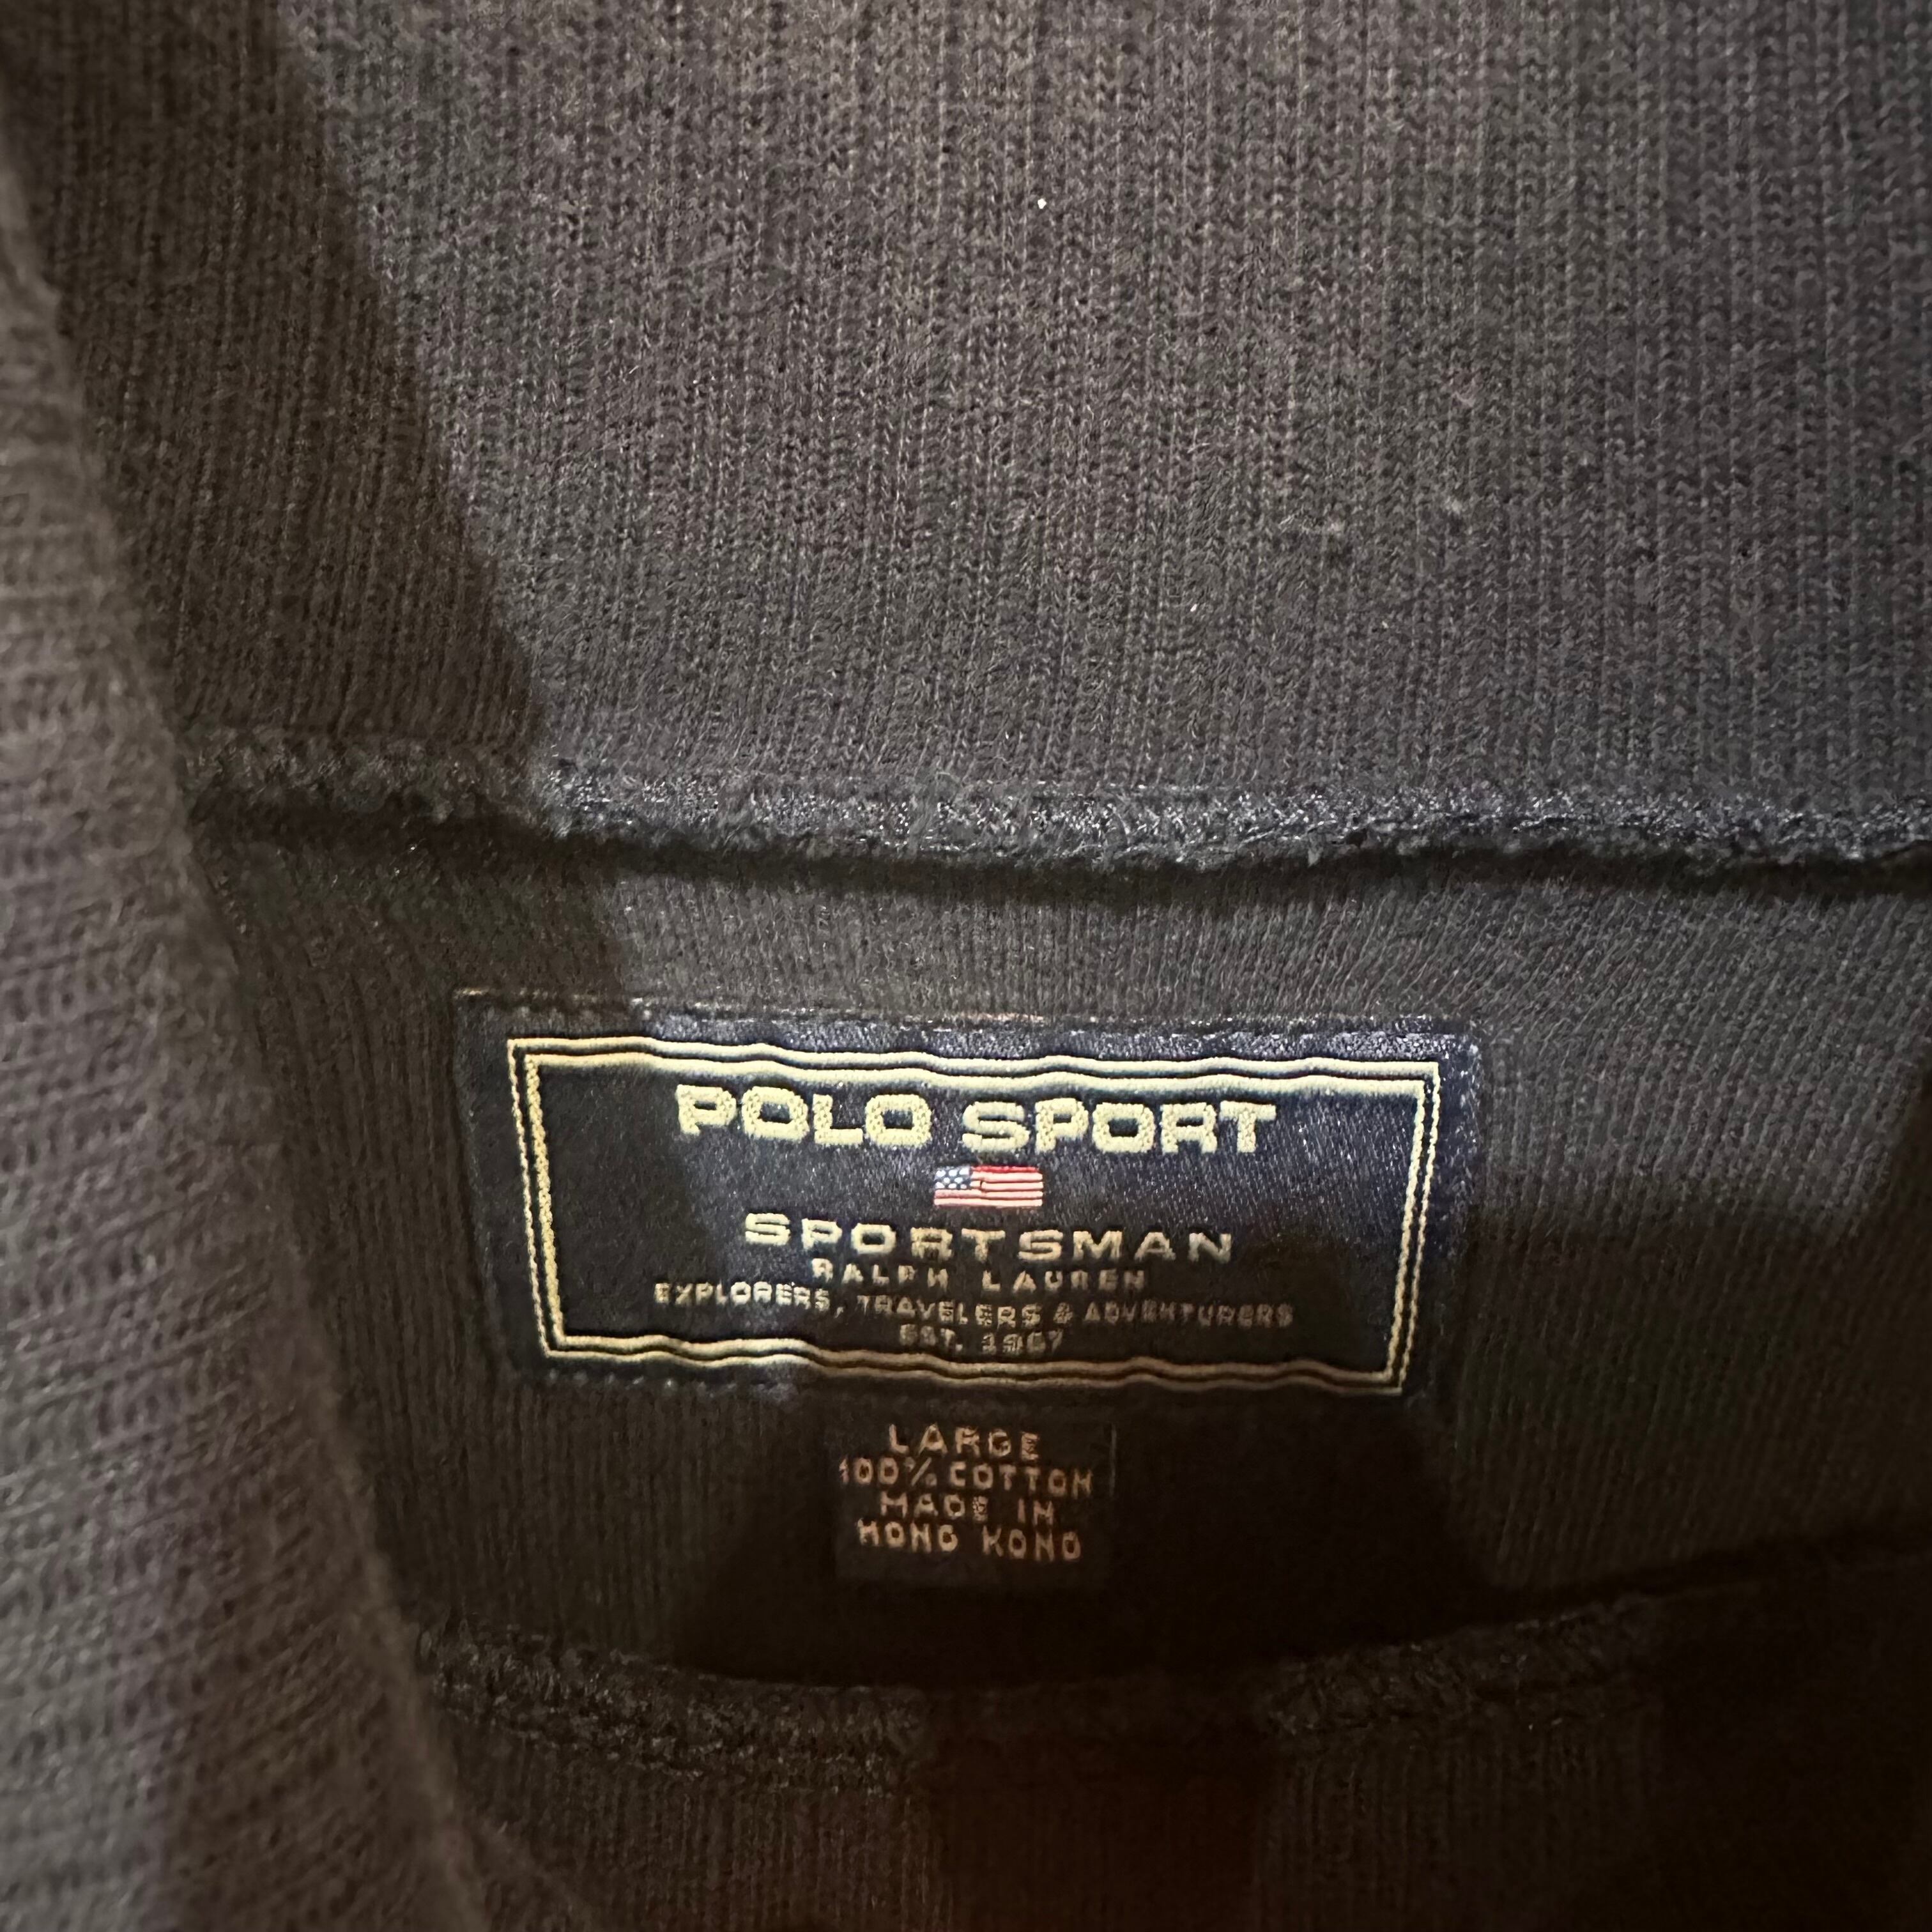 POLO SPORT
SPORTSMAN
RALPH LAUREN
EXPLORERS, TRAVELERS & ADVENTURERS
EST. 1967
LARGE
100% COTTON
MADE IN
HONG KONG